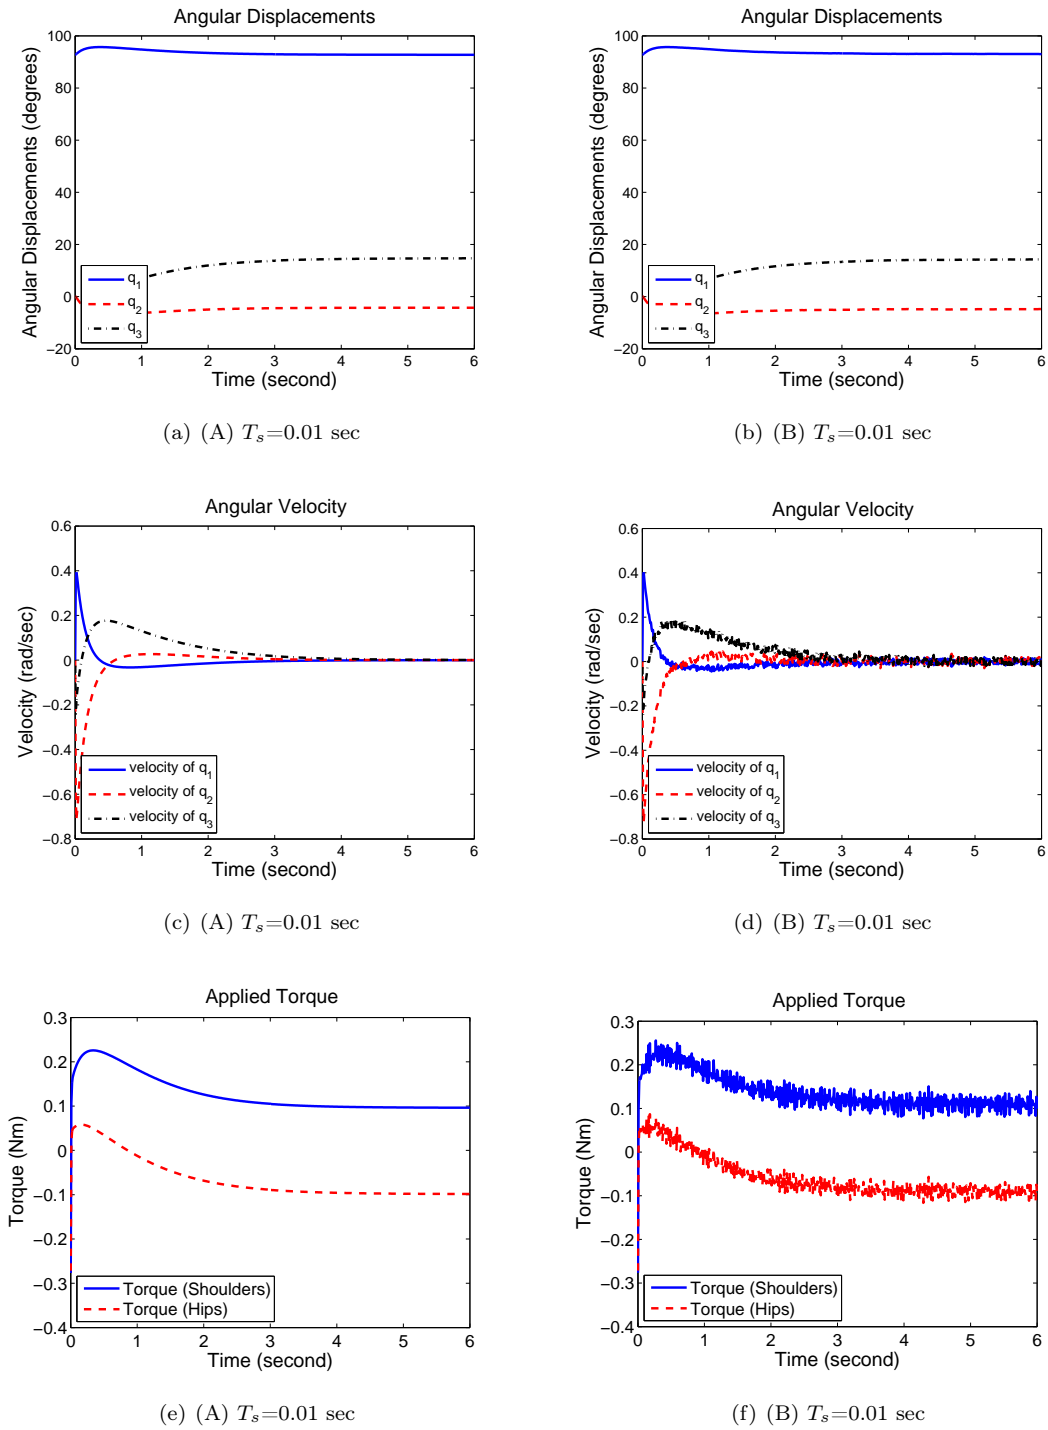 Angular Displacements
100
80
60
40
20
0
−20
0 1 2 3 4 5 6
Angular Displacements (degrees)
Time (second)
q1
q2
q3
(a) (A) Ts=0.01 sec
Angular Displacements
100
80
60
40
20
0
−20
0 1 2 3 4 5 6
Angular Displacements (degrees)
Time (second)
q1
q2
q3
(b) (B) Ts=0.01 sec
Angular Velocity
0.6
0.4
0.2
0
−0.2
−0.4
−0.6
−0.8
0 1 2 3 4 5 6
Velocity (rad/sec)
Time (second)
velocity of q1
velocity of q2
velocity of q3
(c) (A) Ts=0.01 sec
Angular Velocity
0.6
0.4
0.2
0
−0.2
−0.4
−0.6
−0.8
0 1 2 3 4 5 6
Velocity (rad/sec)
Time (second)
velocity of q1
velocity of q2
velocity of q3
(d) (B) Ts=0.01 sec
Applied Torque
0.3
0.2
0.1
0
−0.1
−0.2
−0.3
−0.4
0 1 2 3 4 5 6
Torque (Nm)
Time (second)
Torque (Shoulders)
Torque (Hips)
(e) (A) Ts=0.01 sec
Applied Torque
0.3
0.2
0.1
0
−0.1
−0.2
−0.3
−0.4
0 1 2 3 4 5 6
Torque (Nm)
Time (second)
Torque (Shoulders)
Torque (Hips)
(f) (B) Ts=0.01 sec